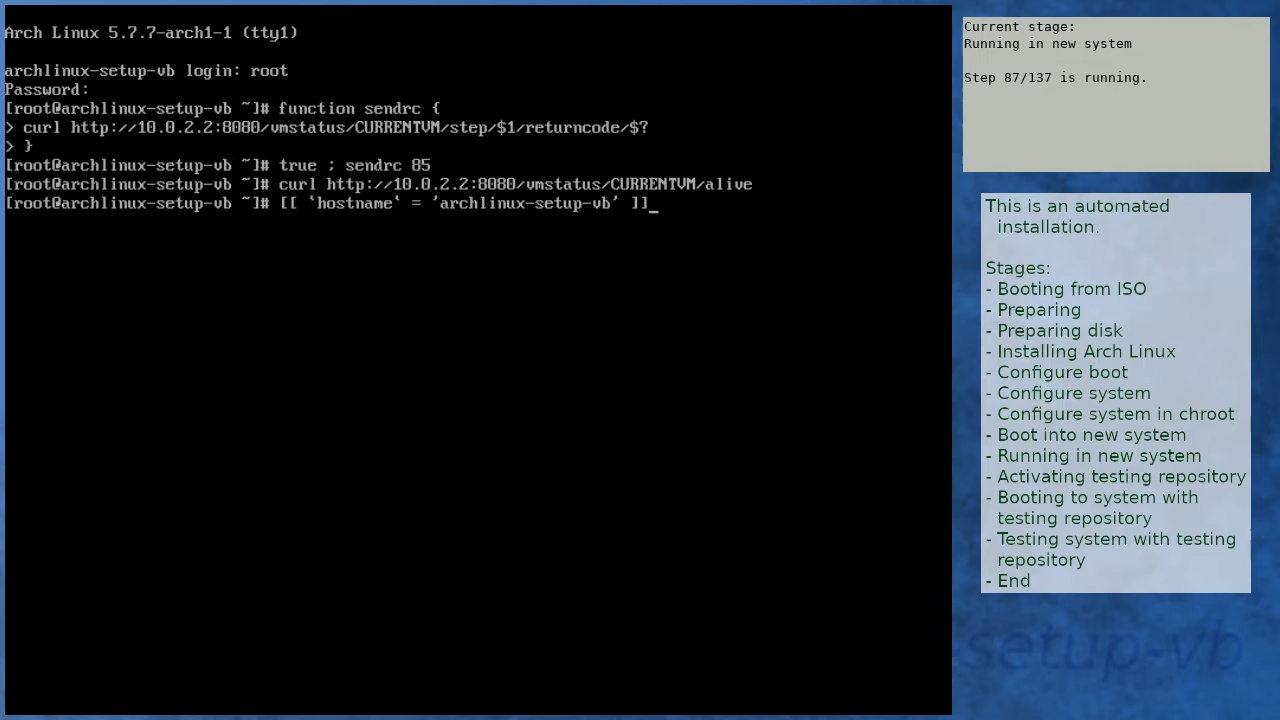 Arch Linux 5.7.7-arch1-1 (tty1)
archlinux-setup-vb login: root
Password:
[root@archlinux-setup-vb ~]# function sendrc {
> curl http://10.0.2.2:8080/vmstatus/CURRENTVM/step/$1/returncode/$?
> }
[root@archlinux-setup-vb ~]# true ; sendrc 85
[root@archlinux-setup-vb ~]# curl http://10.0.2.2:8080/vmstatus/CURRENTVM/alive
[root@archlinux-setup-vb ~]# [[ `hostname` = 'archlinux-setup-vb' ]]_
Current stage:
Running in new system
Step 87/137 is running.
This is an automated
installation.
Stages:
- Booting from ISO
- Preparing
- Preparing disk
- Installing Arch Linux
- Configure boot
- Configure system
- Configure system in chroot
- Boot into new system
- Running in new system
- Activating testing repository
- Booting to system with
testing repository
- Testing system with testing
repository
- End
setup-vb